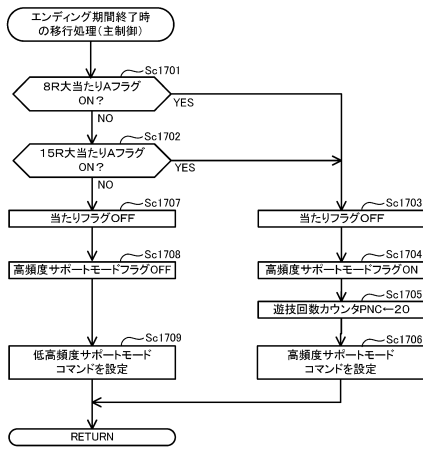 エンディング期間終了時
の移行処理(主制御)
Sc1701
8R大当たりAフラグ
ON?
YES
NO
Sc1702
15R大当たりAフラグ
ON?
YES
NO
Sc1707
当たりフラグOFF
Sc1703
当たりフラグOFF
Sc1708
高頻度サポートモードフラグOFF
Sc1704
高頻度サポートモードフラグON
Sc1705
遊技回数カウンタPNC←20
Sc1709
低高頻度サポートモード
コマンドを設定
Sc1706
高頻度サポートモード
コマンドを設定
RETURN